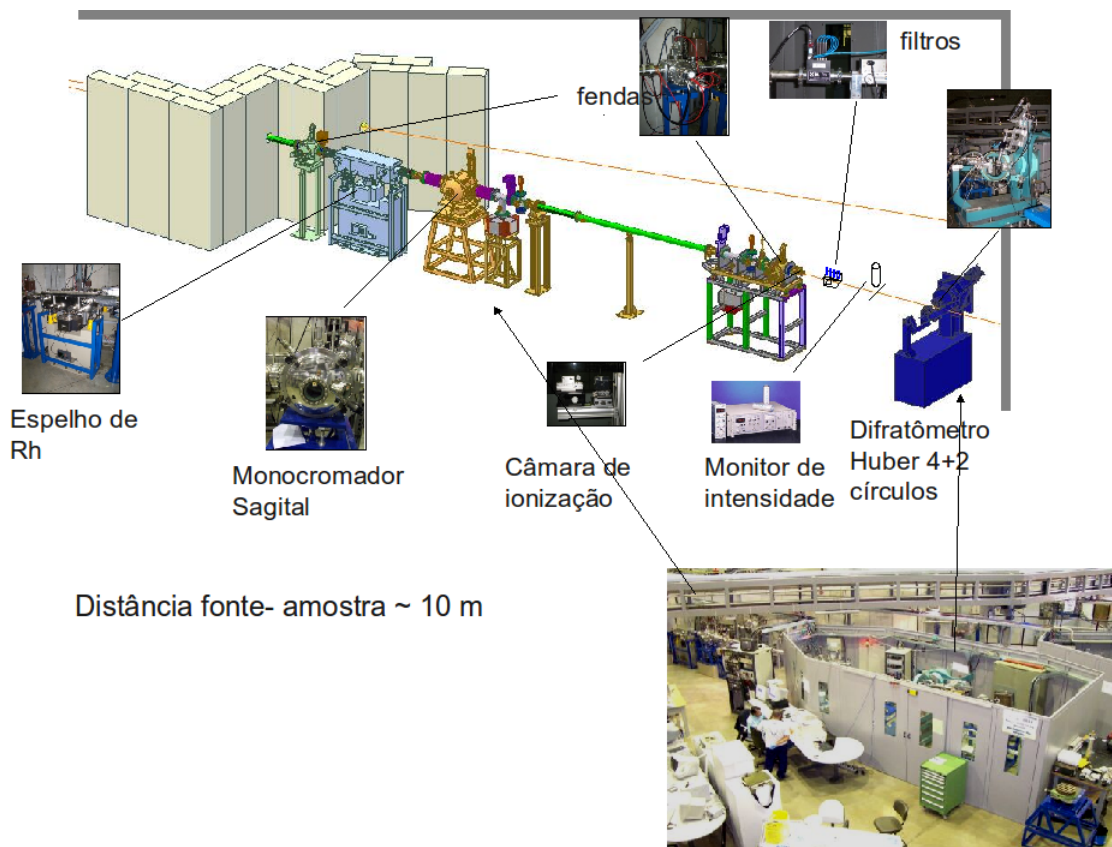 filtros
fendas
Espelho de
Rh
Monocromador
Sagital
Câmara de
ionização
Monitor de
intensidade
Difratômetro
Huber 4+2
círculos
Distância fonte- amostra ~ 10 m